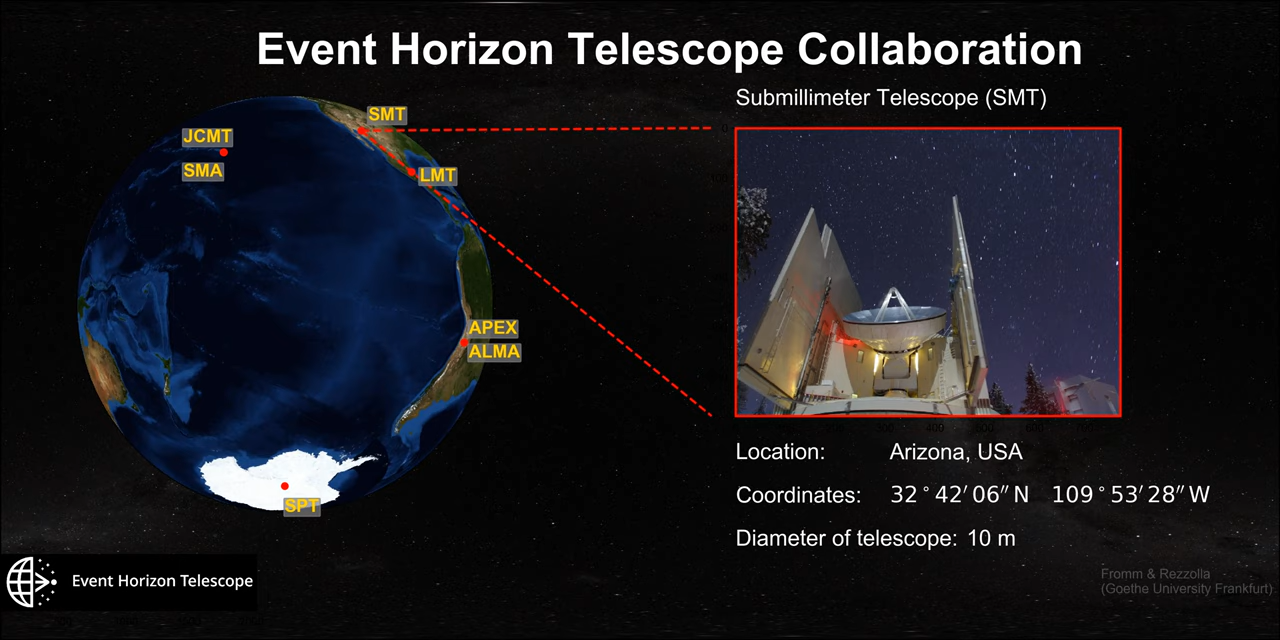 Event Horizon Telescope Collaboration
Submillimeter Telescope (SMT)
SMT
JCMT
SMA
LMT
APEX
ALMA
SPT
Location: Arizona, USA
Coordinates: 32°42′06″N 109°53′28″W
Diameter of telescope: 10 m
Event Horizon Telescope
Fromm & Rezzolla
(Goethe University Frankfurt)